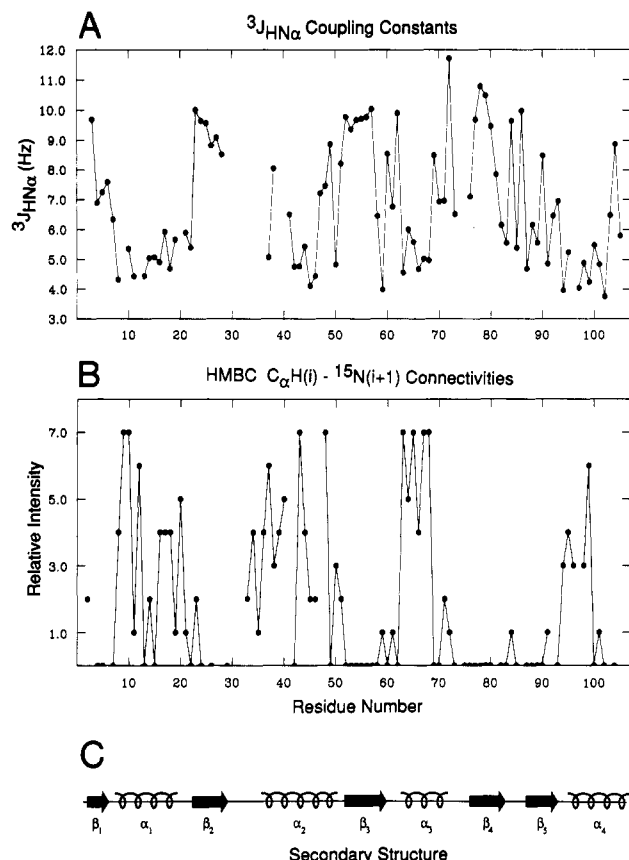 A
³J_HNα Coupling Constants
³J_HNα (Hz)
12.0
11.0
10.0
9.0
8.0
7.0
6.0
5.0
4.0
3.0
10 20 30 40 50 60 70 80 90 100
B
HMBC CαH(i) - ¹⁵N(i+1) Connectivities
Relative Intensity
7.0
5.0
3.0
1.0
10 20 30 40 50 60 70 80 90 100
Residue Number
C
β₁ α₁ β₂ α₂ β₃ α₃ β₄ β₅ α₄
Secondary Structure